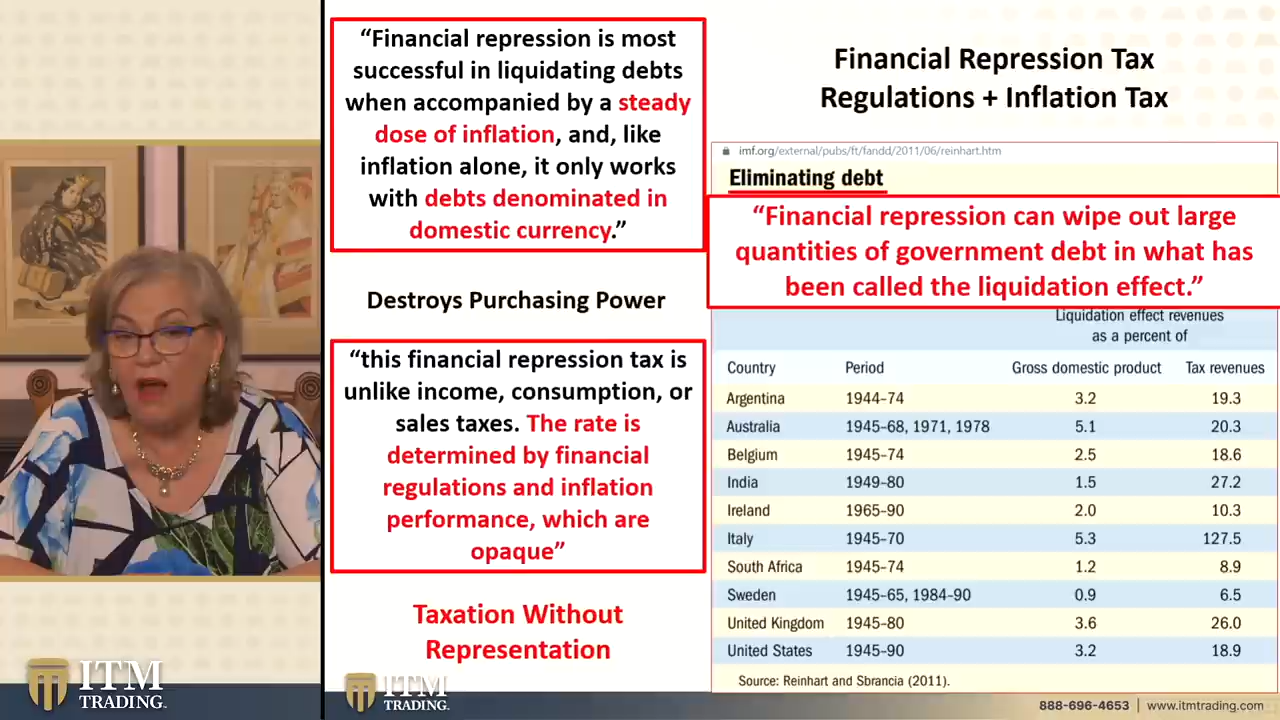 “Financial repression is most
successful in liquidating debts
when accompanied by a steady
dose of inflation, and, like
inflation alone, it only works
with debts denominated in
domestic currency.”
Destroys Purchasing Power
“this financial repression tax is
unlike income, consumption, or
sales taxes. The rate is
determined by financial
regulations and inflation
performance, which are
opaque”
Taxation Without
Representation
Financial Repression Tax
Regulations + Inflation Tax
imf.org/external/pubs/ft/fandd/2011/06/reinhart.htm
Eliminating debt
“Financial repression can wipe out large
quantities of government debt in what has
been called the liquidation effect.”
Liquidation effect revenues
as a percent of
Country Period Gross domestic product Tax revenues
Argentina 1944–74 3.2 19.3
Australia 1945–68, 1971, 1978 5.1 20.3
Belgium 1945–74 2.5 18.6
India 1949–80 1.5 27.2
Ireland 1965–90 2.0 10.3
Italy 1945–70 5.3 127.5
South Africa 1945–74 1.2 8.9
Sweden 1945–65, 1984–90 0.9 6.5
United Kingdom 1945–80 3.6 26.0
United States 1945–90 3.2 18.9
Source: Reinhart and Sbrancia (2011).
ITM
TRADING.
ITM
TRADING.
888-696-4653 | www.itmtrading.com